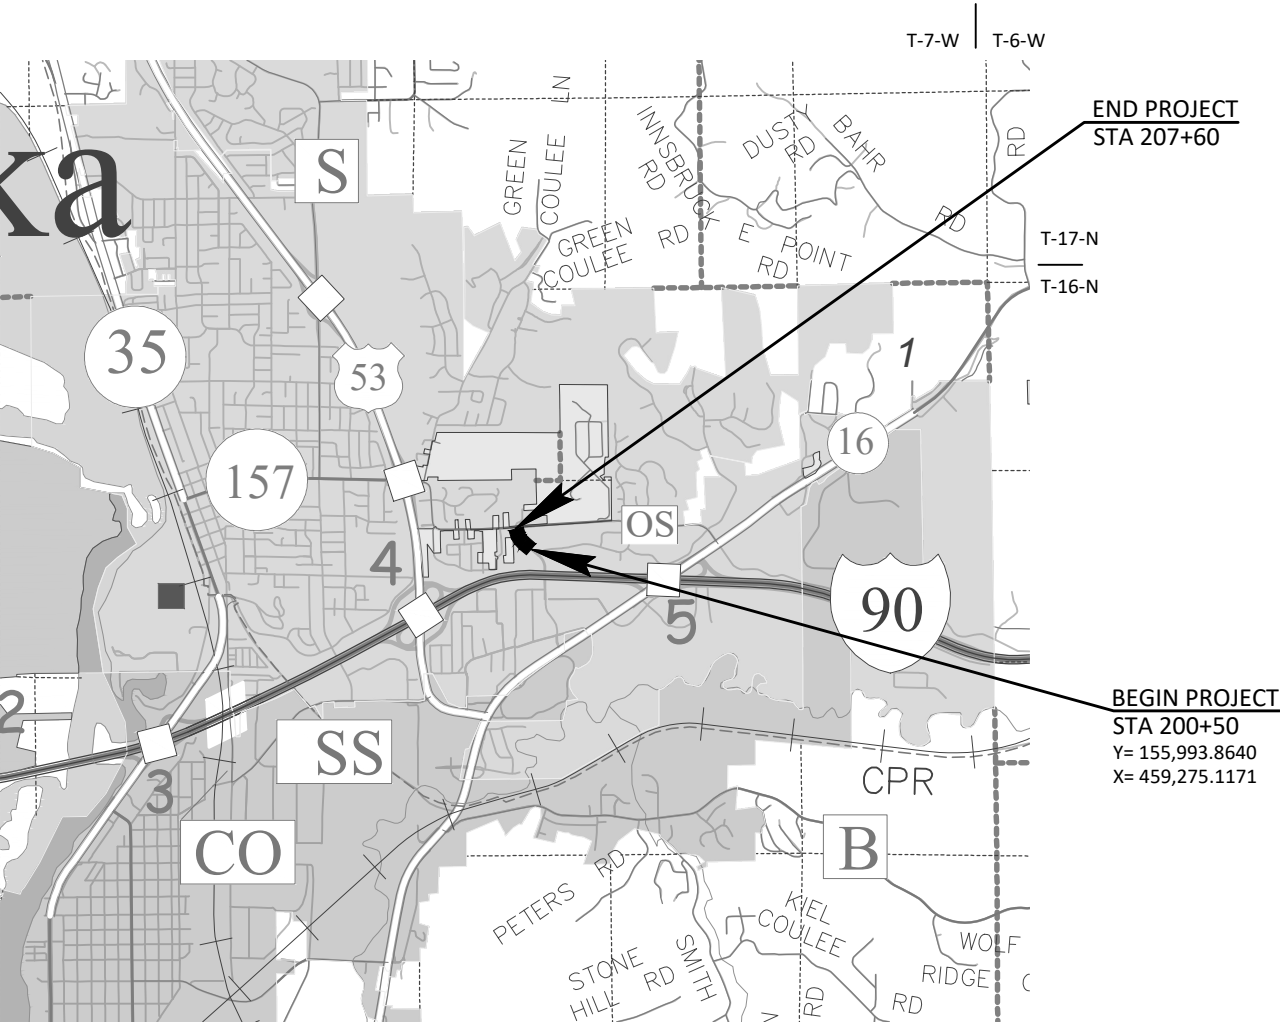 T-7-W
T-6-W
END PROJECT
STA 207+60
T-17-N
T-16-N
BEGIN PROJECT
STA 200+50
Y= 155,993.8640
X= 459,275.1171
ka
S
35
53
157
16
1
OS
4
5
90
2
3
SS
CO
B
CPR
LN
GREEN
COULEE
GREEN
COULEE
RD
INNSBRUCK
RD
DUSTY
RD
BAHR
RD
E POINT
RD
RD
PETERS RD
STONE
HILL RD
SMITH
KIEL
COULEE
RD
WOLF
RIDGE
RD
N